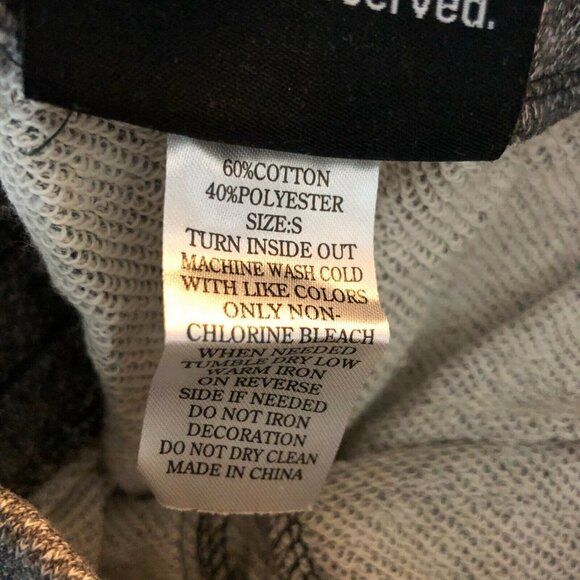 served.
60%COTTON
40%POLYESTER
SIZE:S
TURN INSIDE OUT
MACHINE WASH COLD
WITH LIKE COLORS
ONLY NON-
CHLORINE BLEACH
WHEN NEEDED
TUMBLE DRY LOW
WARM IRON
ON REVERSE
SIDE IF NEEDED
DO NOT IRON
DECORATION
DO NOT DRY CLEAN
MADE IN CHINA